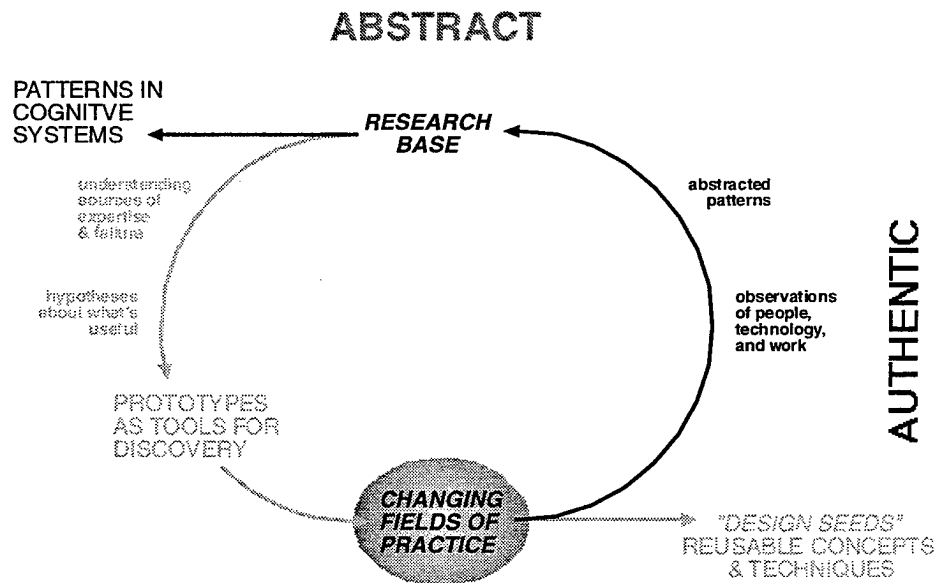 ABSTRACT
PATTERNS IN
COGNITVE
SYSTEMS
RESEARCH
BASE
understanding
sources of
expertise
& failure
abstracted
patterns
hypotheses
about what's
useful
observations
of people,
technology,
and work
AUTHENTIC
PROTOTYPES
AS TOOLS FOR
DISCOVERY
CHANGING
FIELDS OF
PRACTICE
"DESIGN SEEDS"
REUSABLE CONCEPTS
& TECHNIQUES